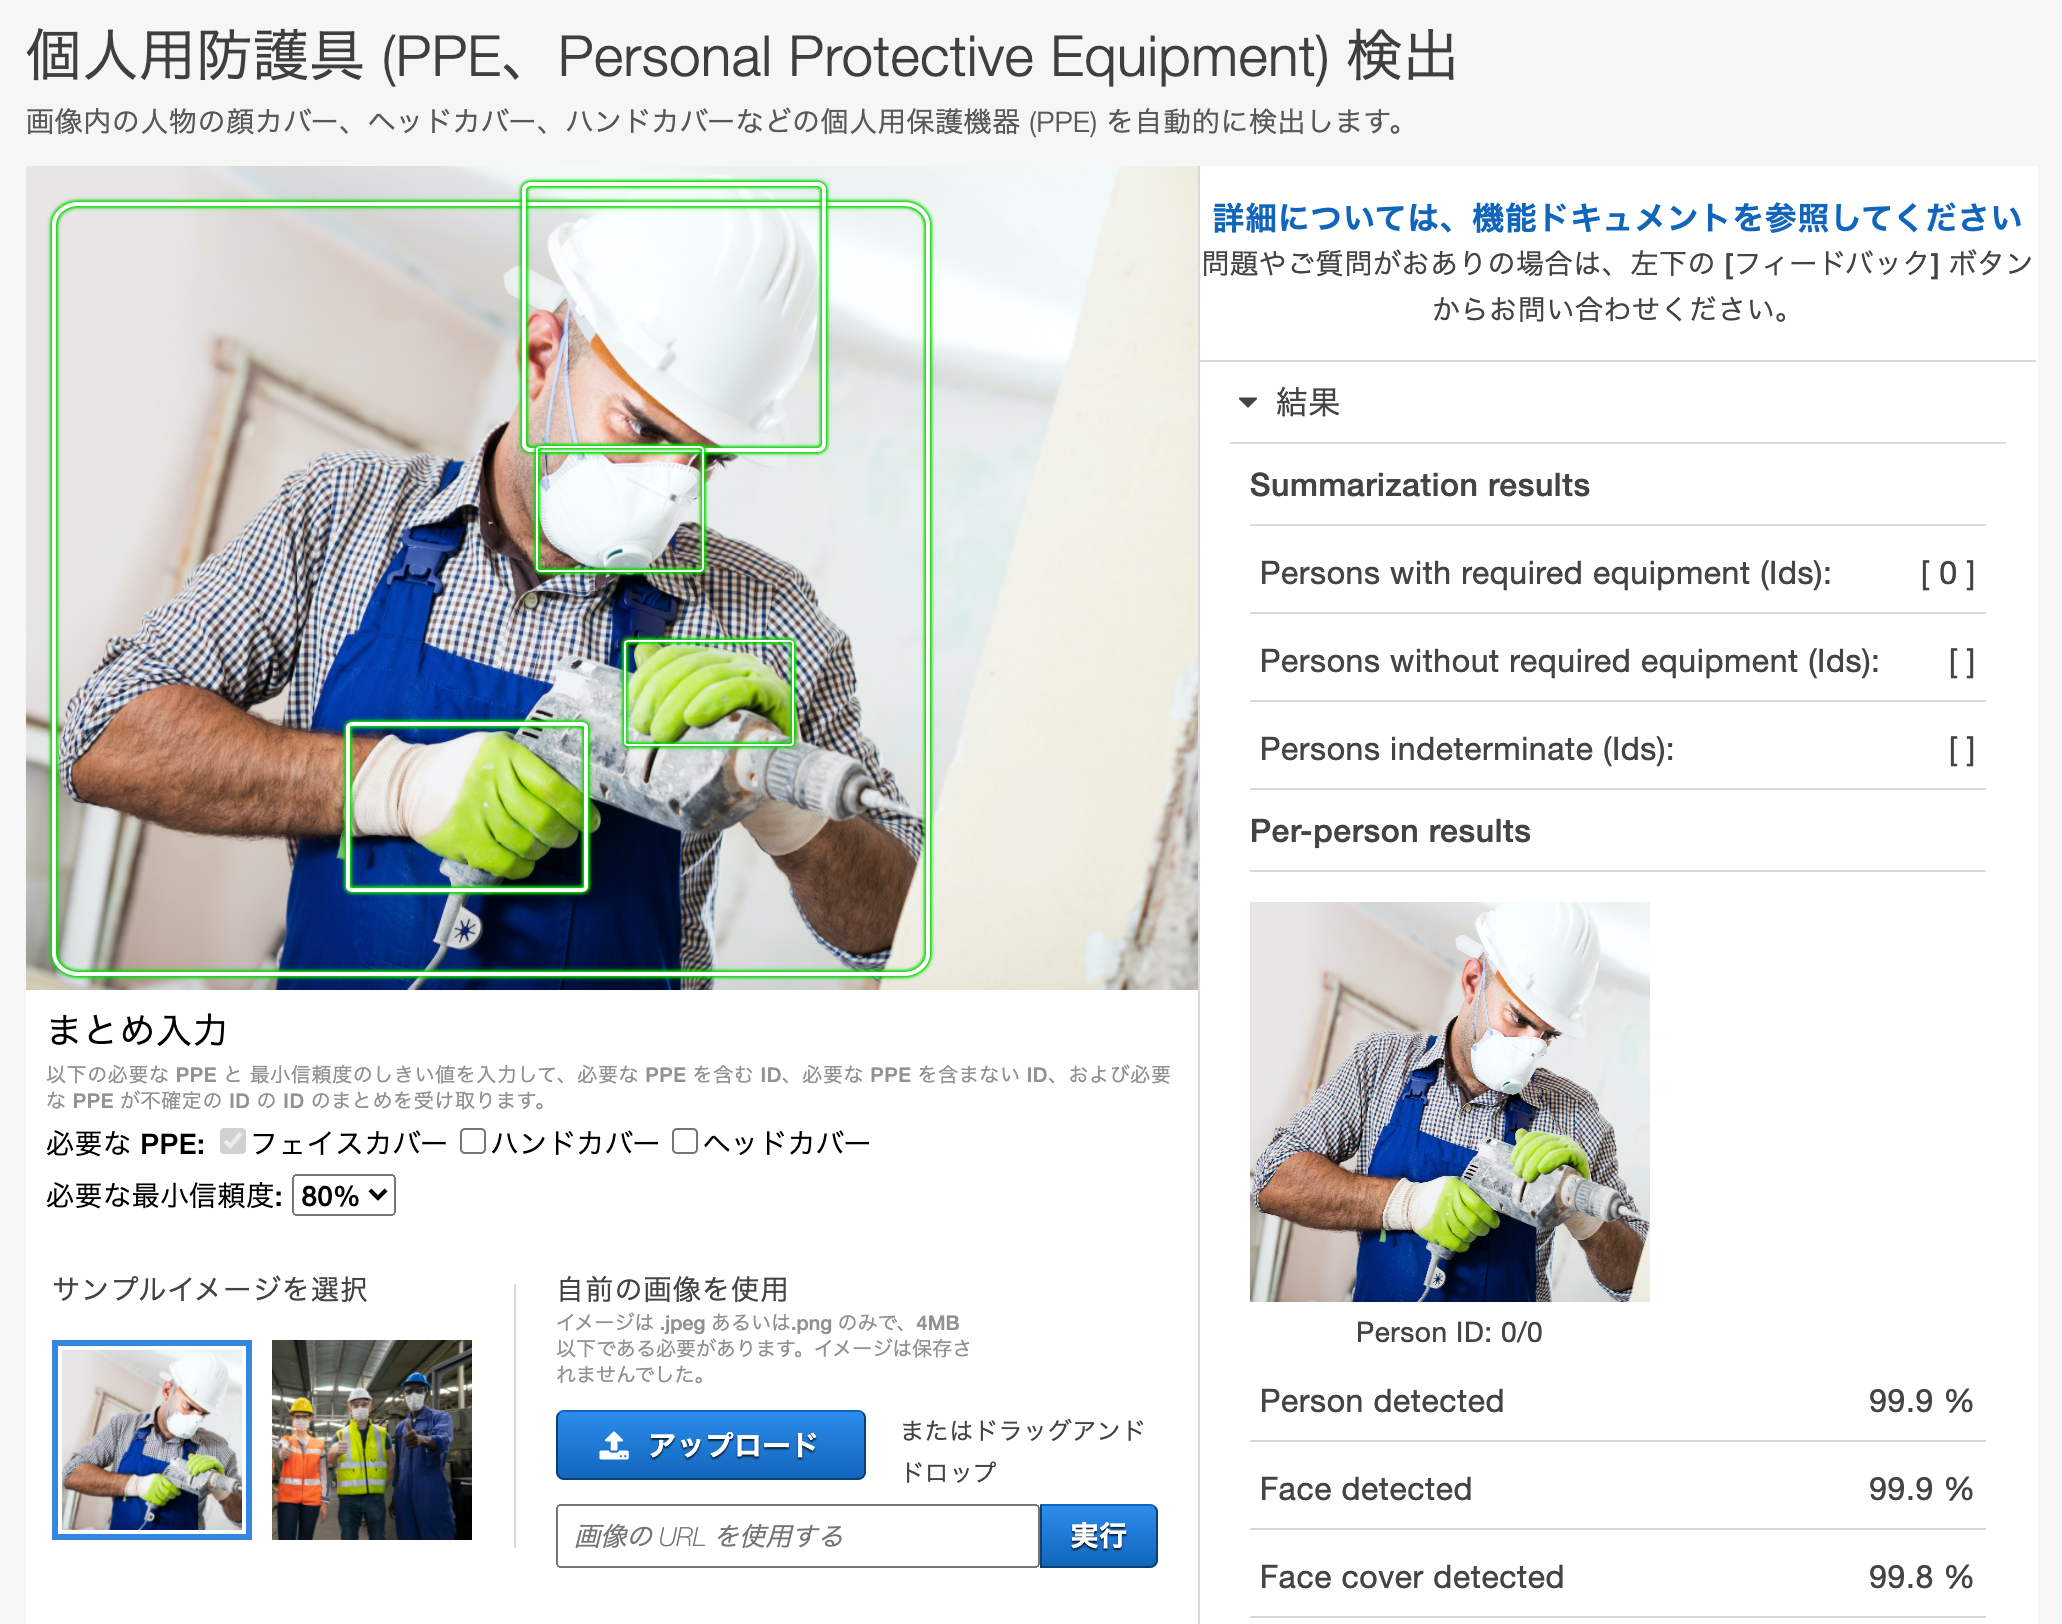 個人用防護具 (PPE、Personal Protective Equipment) 検出
画像内の人物の顔カバー、ヘッドカバー、ハンドカバーなどの個人用保護機器 (PPE) を自動的に検出します。
まとめ入力
以下の必要な PPE と 最小信頼度のしきい値を入力して、必要な PPE を含む ID、必要な PPE を含まない ID、および必要
な PPE が不確定の ID の ID のまとめを受け取ります。
必要な PPE: フェイスカバー ハンドカバー ヘッドカバー
必要な最小信頼度: 80%
サンプルイメージを選択
自前の画像を使用
イメージは .jpeg あるいは.png のみで、4MB
以下である必要があります。イメージは保存さ
れませんでした。
アップロード
またはドラッグアンド
ドロップ
画像の URL を使用する
実行
詳細については、機能ドキュメントを参照してください
問題やご質問がおありの場合は、左下の [フィードバック] ボタン
からお問い合わせください。
結果
Summarization results
Persons with required equipment (Ids): [ 0 ]
Persons without required equipment (Ids): [ ]
Persons indeterminate (Ids): [ ]
Per-person results
Person ID: 0/0
Person detected 99.9 %
Face detected 99.9 %
Face cover detected 99.8 %